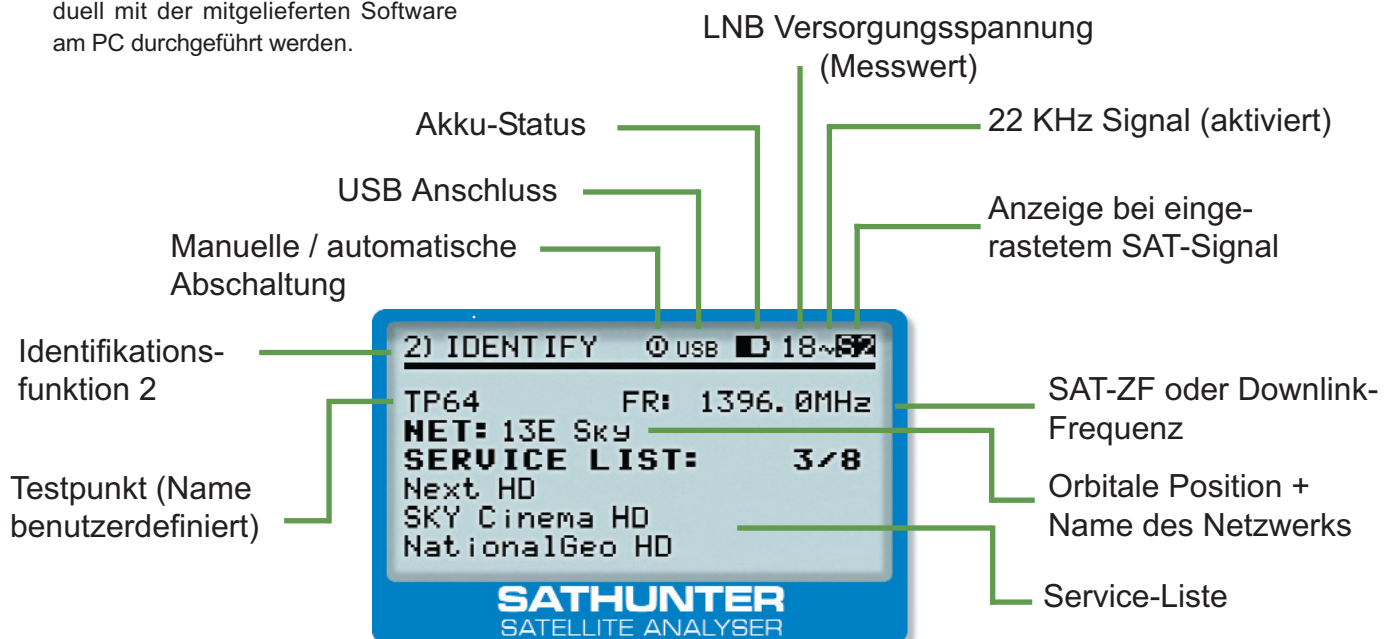 duell mit der mitgelieferten Software
am PC durchgeführt werden.
LNB Versorgungsspannung
(Messwert)
Akku-Status
22 KHz Signal (aktiviert)
USB Anschluss
Anzeige bei einge-
rastetem SAT-Signal
Manuelle / automatische
Abschaltung
Identifikations-
funktion 2
2) IDENTIFY USB 18~S2
TP64 FR: 1396.0MHz
NET: 13E Sky
SERVICE LIST: 3/8
Next HD
SKY Cinema HD
NationalGeo HD
SAT-ZF oder Downlink-
Frequenz
Testpunkt (Name
benutzerdefiniert)
Orbitale Position +
Name des Netzwerks
Service-Liste
SATHUNTER
SATELLITE ANALYSER